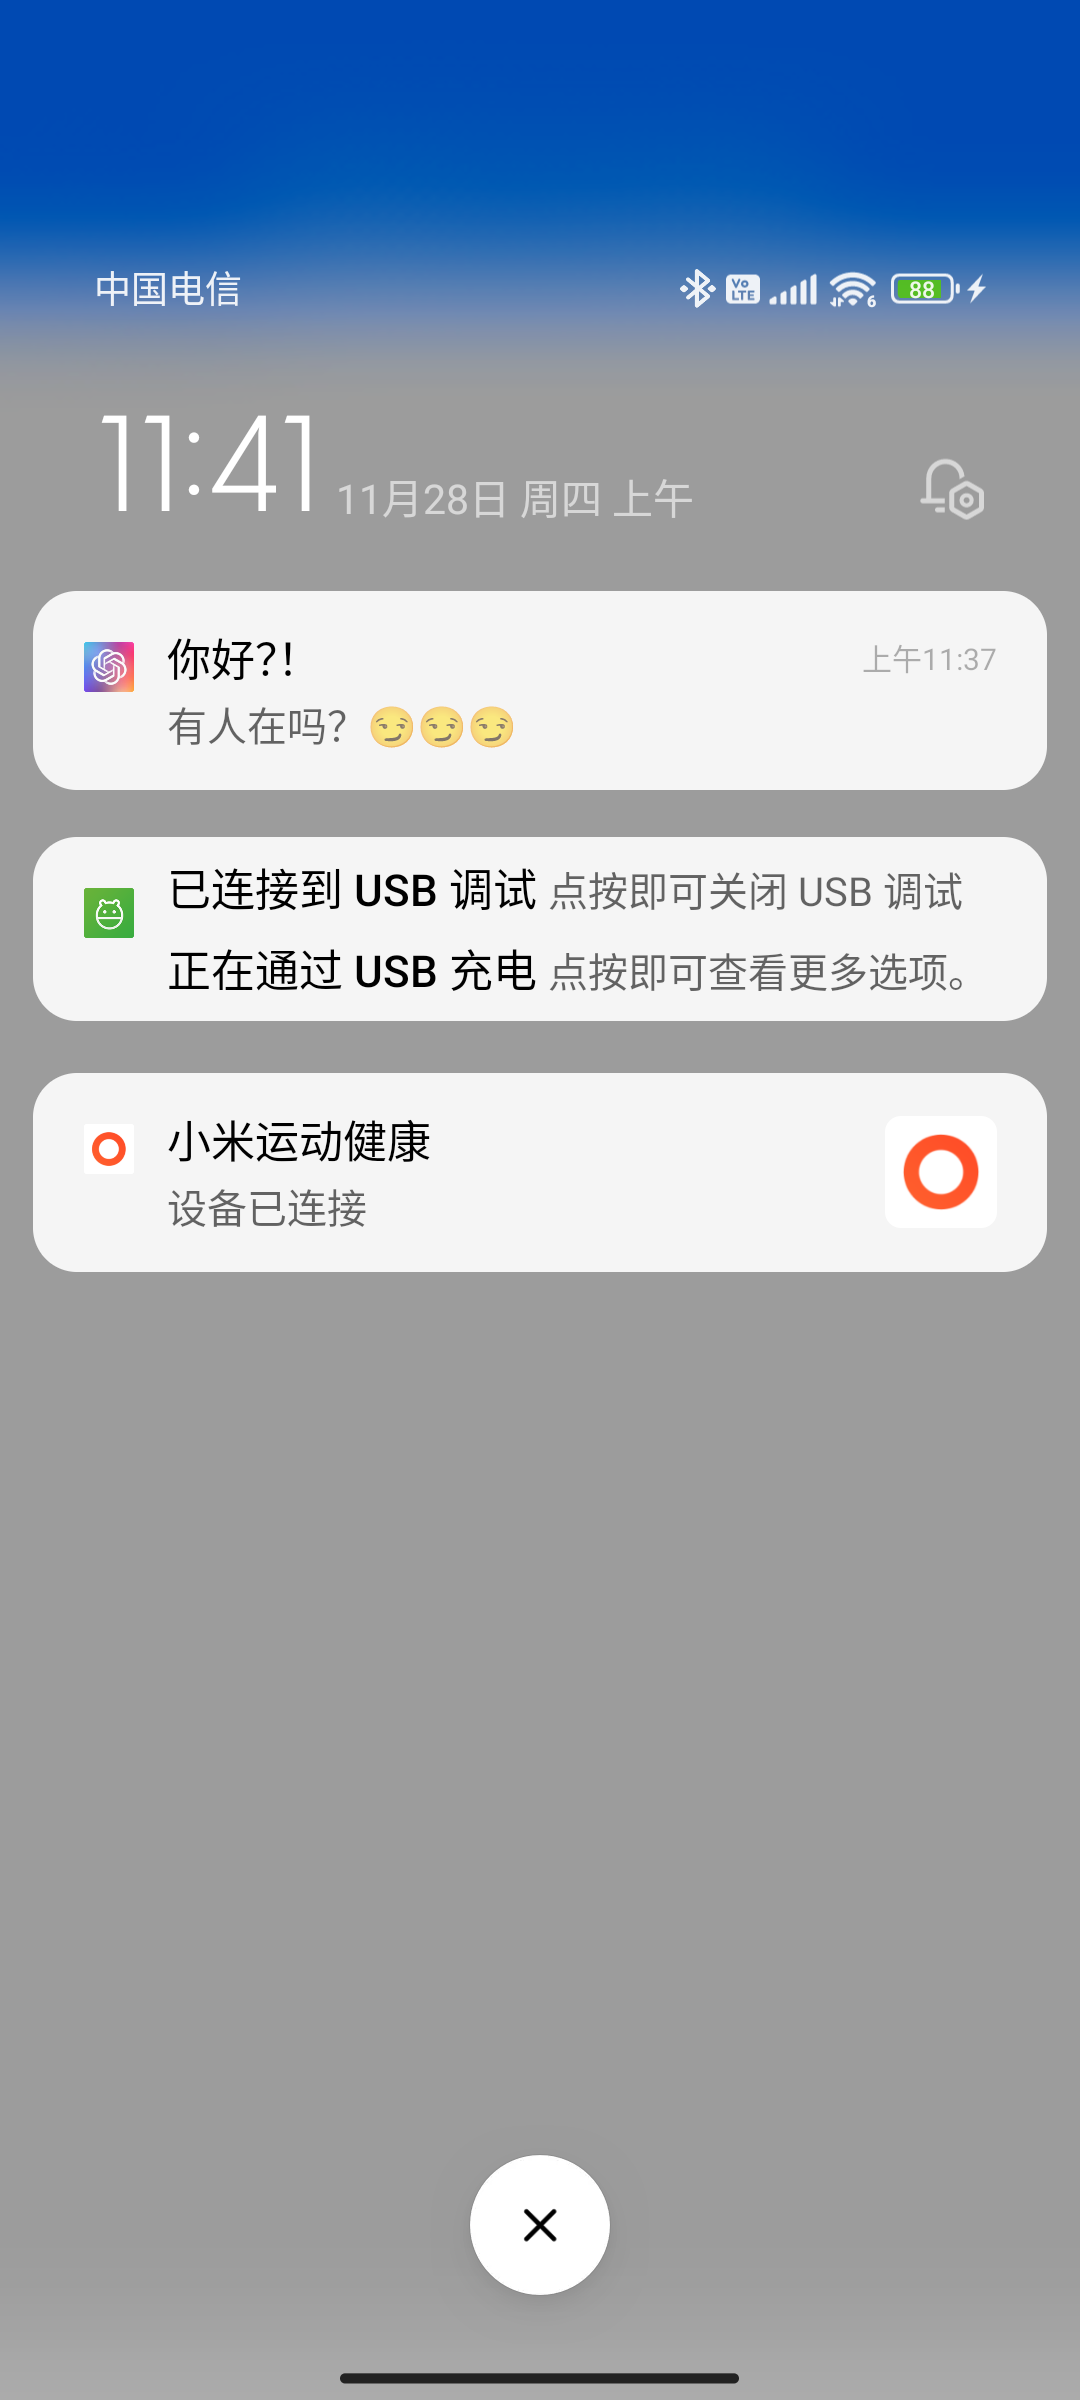 中国电信
Vo LTE
6
88
11:41 11月28日 周四 上午
你好?! 上午11:37
有人在吗？😏😏😏
已连接到 USB 调试 点按即可关闭 USB 调试
正在通过 USB 充电 点按即可查看更多选项。
小米运动健康
设备已连接